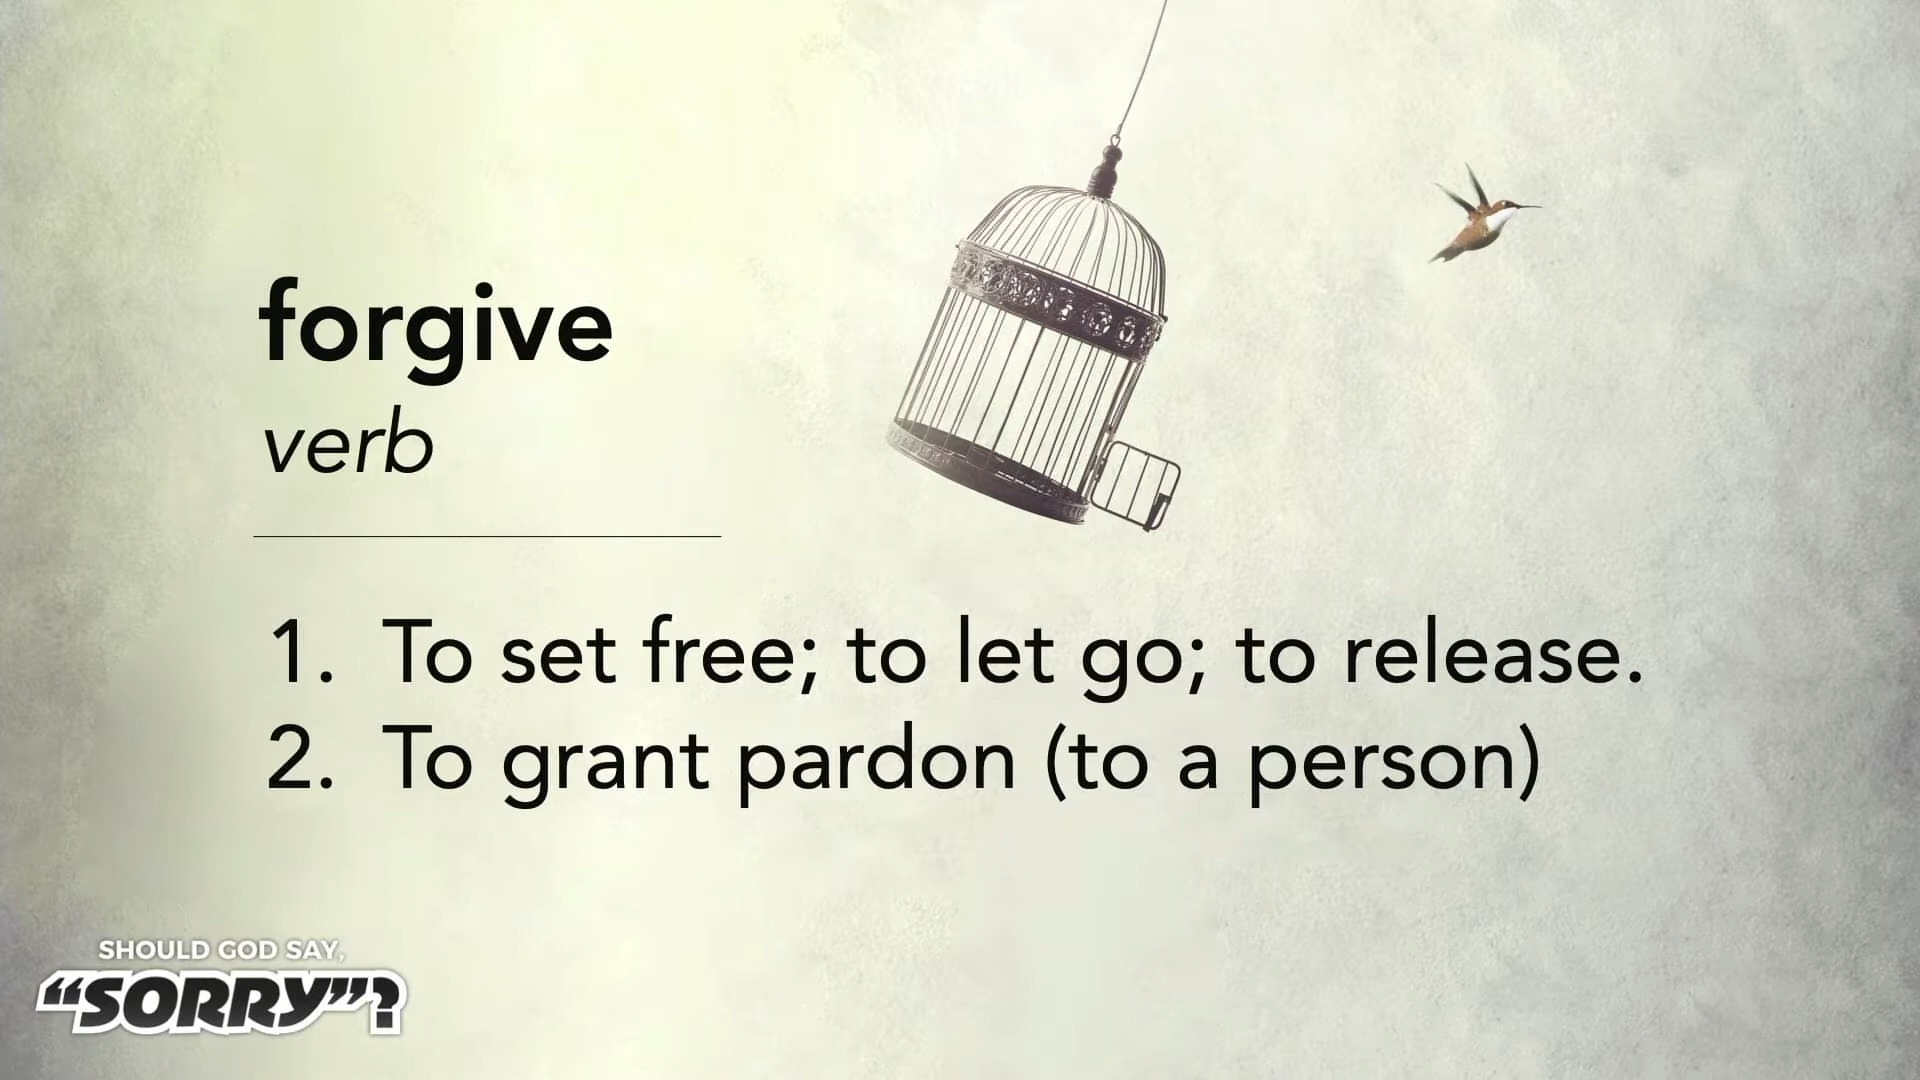 forgive
verb
1. To set free; to let go; to release.
2. To grant pardon (to a person)
SHOULD GOD SAY,
“SORRY”?